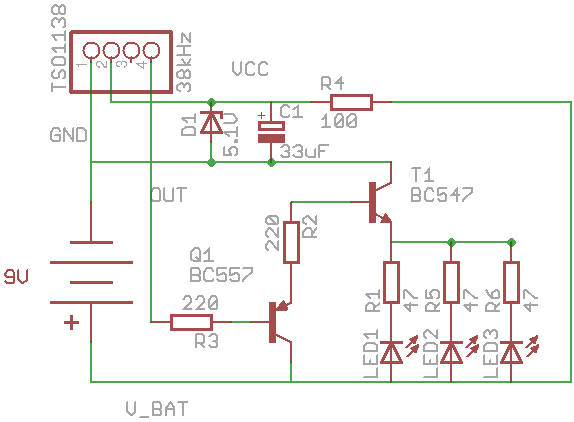 TSO1138
1
2
3
4
38kHz
VCC
GND
D1
5.1V
C1
+
33uF
R4
100
OUT
T1
BC547
220
R2
Q1
BC557
9V
+
220
R3
R1
47
R5
47
R6
47
LED1
LED2
LED3
V_BAT